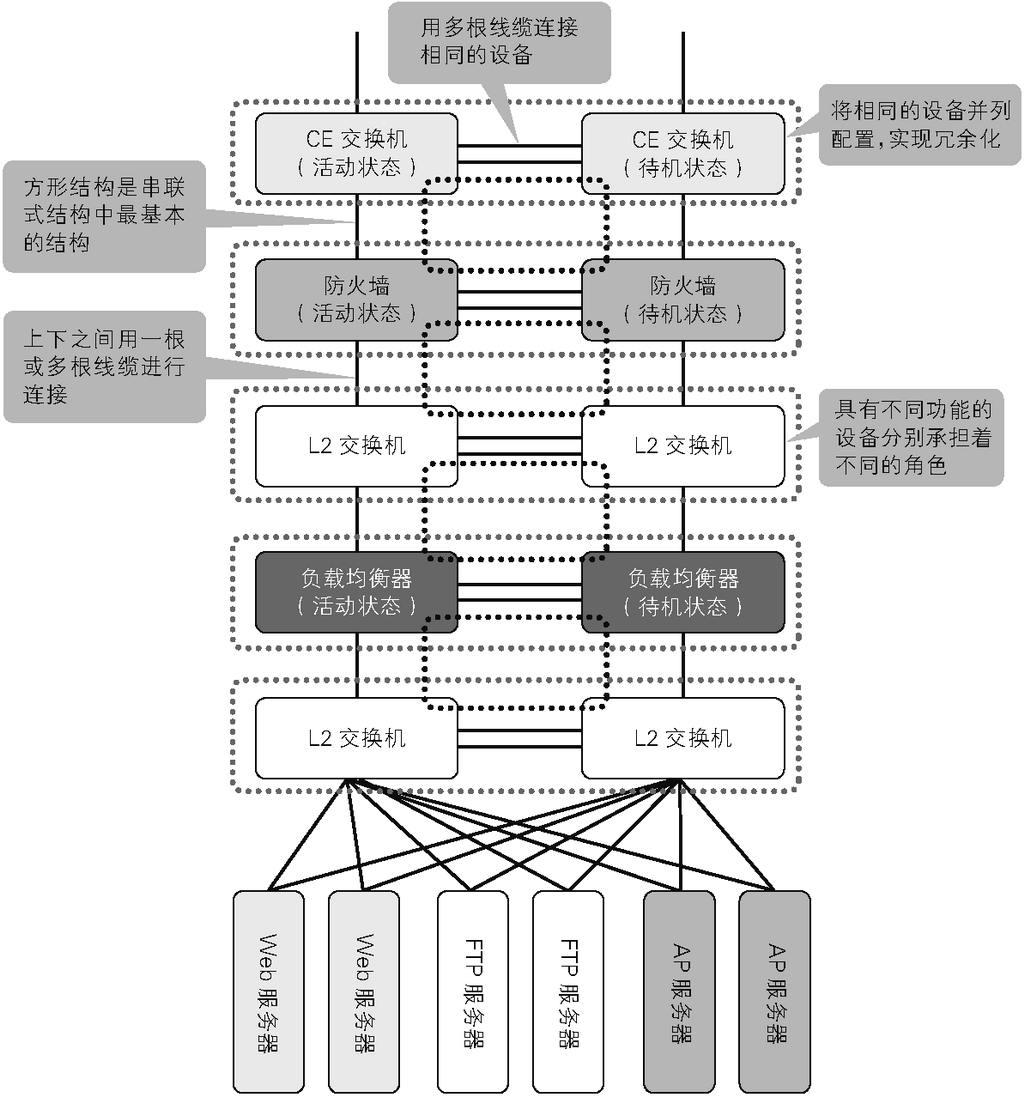 用多根线缆连接
相同的设备
将相同的设备并列
配置,实现冗余化
CE 交换机
(活动状态)
CE 交换机
(待机状态)
方形结构是串联
式结构中最基本
的结构
防火墙
(活动状态)
防火墙
(待机状态)
上下之间用一根
或多根线缆进行
连接
L2 交换机
L2 交换机
具有不同功能的
设备分别承担着
不同的角色
负载均衡器
(活动状态)
负载均衡器
(待机状态)
L2 交换机
L2 交换机
Web 服务器
Web 服务器
FTP 服务器
FTP 服务器
AP 服务器
AP 服务器